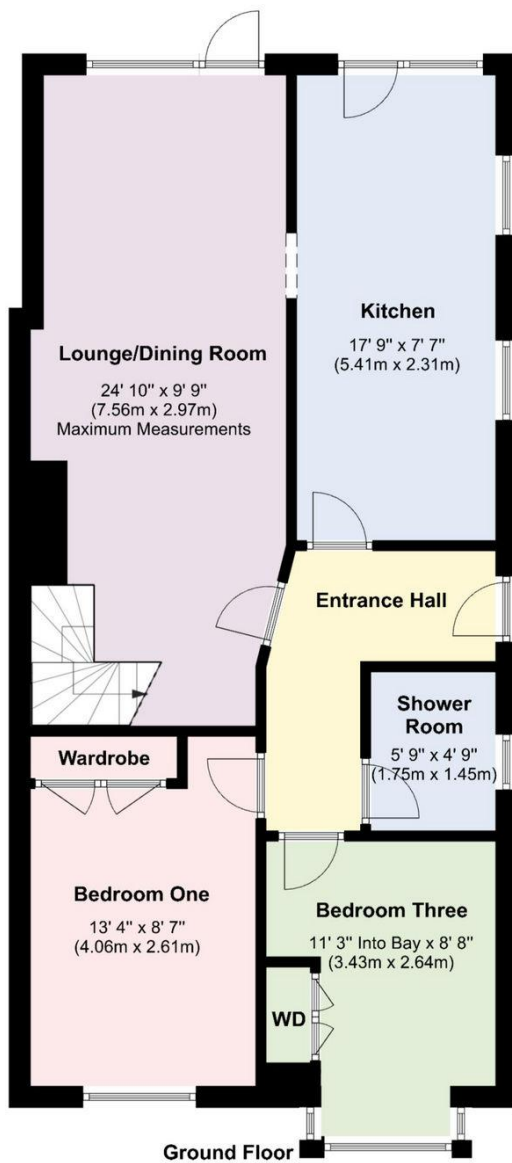 Lounge/Dining Room
24' 10" x 9' 9"
(7.56m x 2.97m)
Maximum Measurements
Kitchen
17' 9" x 7' 7"
(5.41m x 2.31m)
Entrance Hall
Shower
Room
5' 9" x 4' 9"
(1.75m x 1.45m)
Wardrobe
Bedroom One
13' 4" x 8' 7"
(4.06m x 2.61m)
Bedroom Three
11' 3" Into Bay x 8' 8"
(3.43m x 2.64m)
WD
Ground Floor